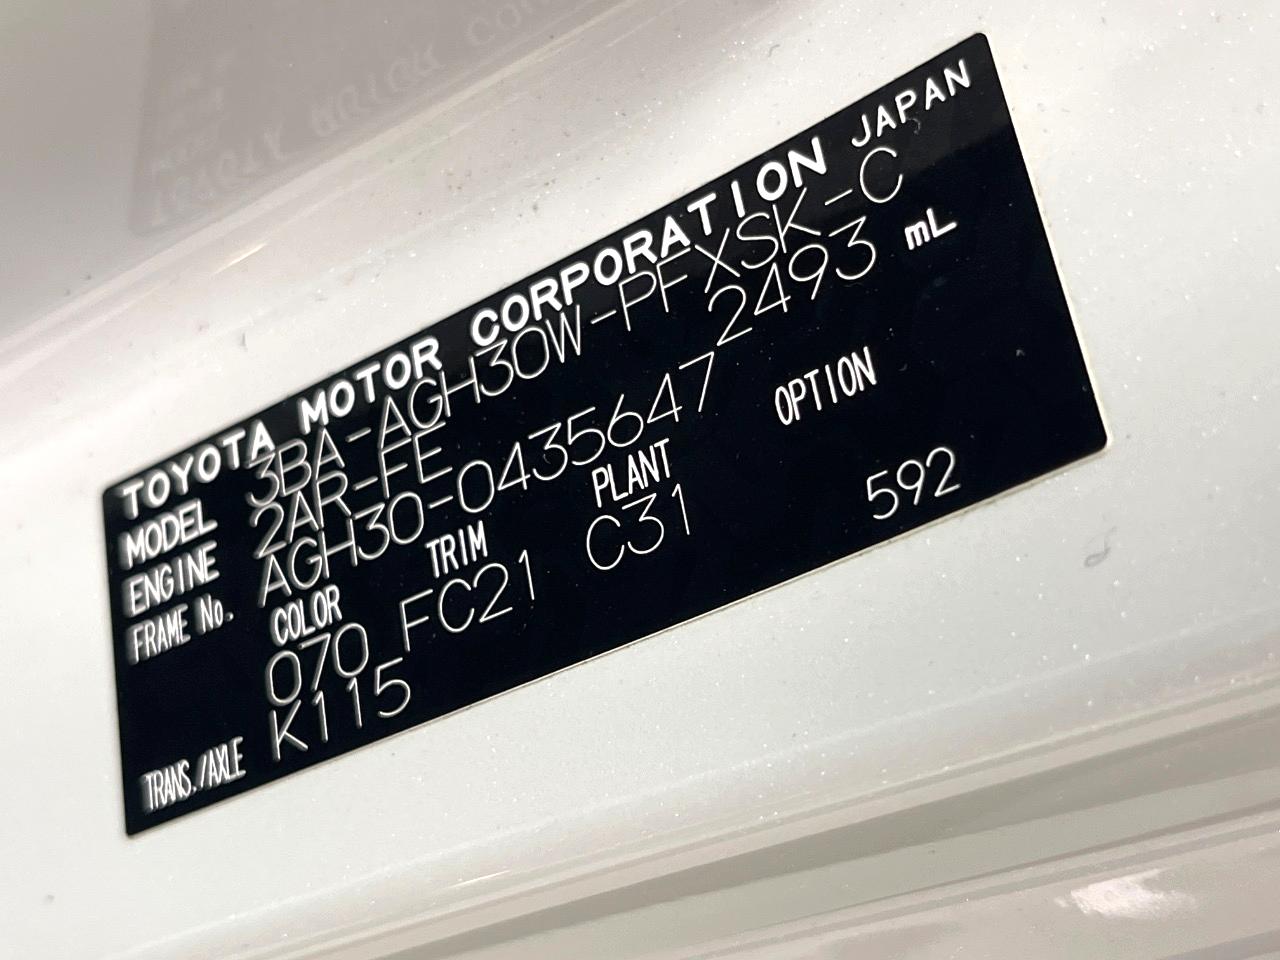 TOYOTA MOTOR CORPORATION JAPAN
MODEL 3BA-AGH30W-PFXSK-C
ENGINE 2AR-FE 2493 mL
FRAME No. AGH30-0435647
COLOR TRIM PLANT OPTION
070 FC21 C31 592
TRANS./AXLE K115